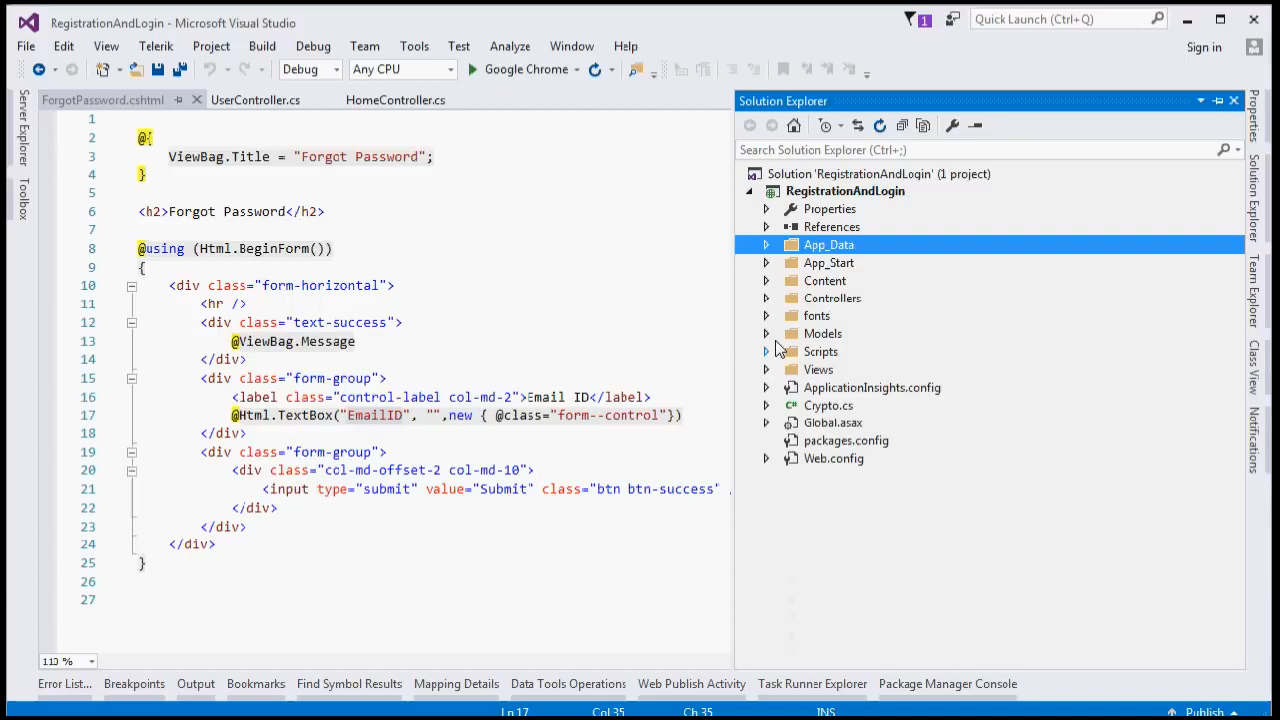 RegistrationAndLogin - Microsoft Visual Studio
1
Quick Launch (Ctrl+Q)
File Edit View Telerik Project Build Debug Team Tools Test Analyze Window Help
Sign in
Debug Any CPU Google Chrome
ForgotPassword.cshtml UserController.cs HomeController.cs
Server Explorer
Toolbox
1
2 @{
3 ViewBag.Title = "Forgot Password";
4 }
5
6 <h2>Forgot Password</h2>
7
8 @using (Html.BeginForm())
9 {
10 <div class="form-horizontal">
11 <hr />
12 <div class="text-success">
13 @ViewBag.Message
14 </div>
15 <div class="form-group">
16 <label class="control-label col-md-2">Email ID</label>
17 @Html.TextBox("EmailID", "",new { @class="form--control"})
18 </div>
19 <div class="form-group">
20 <div class="col-md-offset-2 col-md-10">
21 <input type="submit" value="Submit" class="btn btn-success"
22 </div>
23 </div>
24 </div>
25 }
26
27
110 %
Solution Explorer
Search Solution Explorer (Ctrl+;)
Solution 'RegistrationAndLogin' (1 project)
RegistrationAndLogin
Properties
References
App_Data
App_Start
Content
Controllers
fonts
Models
Scripts
Views
ApplicationInsights.config
Crypto.cs
Global.asax
packages.config
Web.config
Properties
Solution Explorer
Team Explorer
Class View
Notifications
Error List... Breakpoints Output Bookmarks Find Symbol Results Mapping Details Data Tools Operations Web Publish Activity Task Runner Explorer Package Manager Console
Ln 17 Col 35 Ch 35 INS Publish